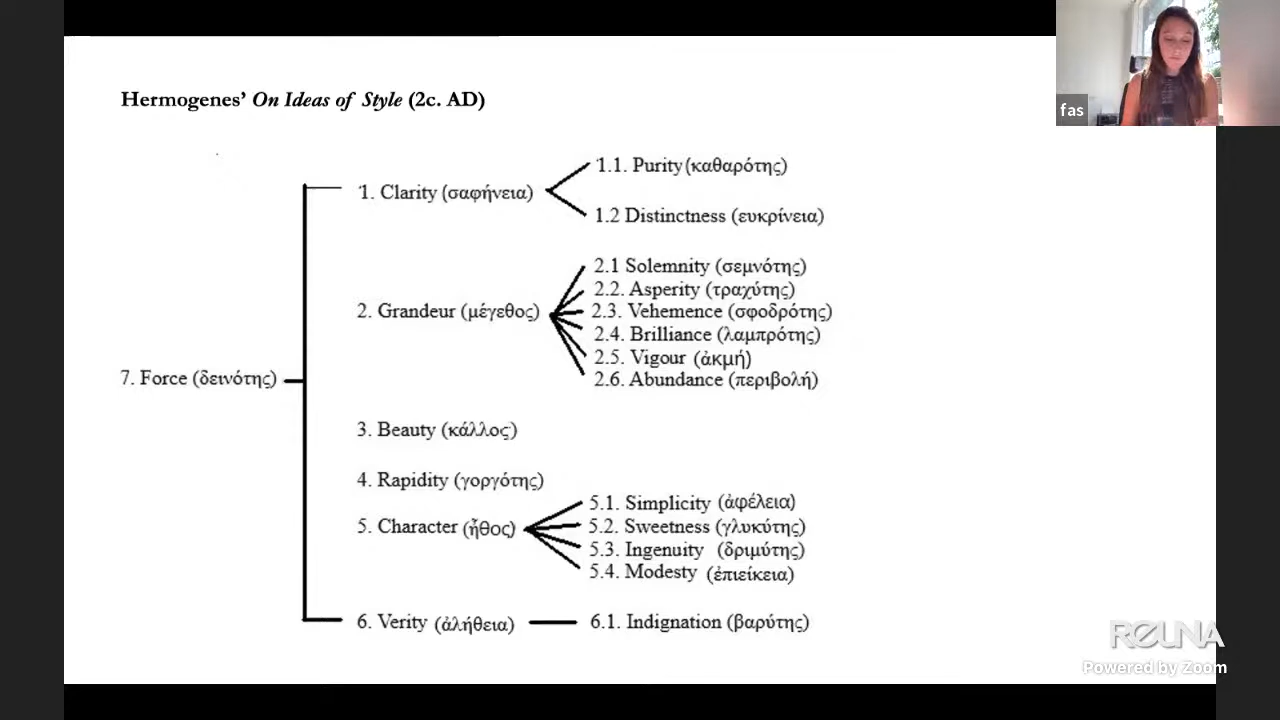 fas
Hermogenes' On Ideas of Style (2c. AD)
1. Clarity (σαφήνεια)
1.1. Purity (καθαρότης)
1.2 Distinctness (ευκρίνεια)
2. Grandeur (μέγεθος)
2.1 Solemnity (σεμνότης)
2.2. Asperity (τραχύτης)
2.3. Vehemence (σφοδρότης)
2.4. Brilliance (λαμπρότης)
2.5. Vigour (ἀκμή)
2.6. Abundance (περιβολή)
7. Force (δεινότης)
3. Beauty (κάλλος)
4. Rapidity (γοργότης)
5. Character (ἦθος)
5.1. Simplicity (ἀφέλεια)
5.2. Sweetness (γλυκύτης)
5.3. Ingenuity (δριμύτης)
5.4. Modesty (ἐπιείκεια)
6. Verity (ἀλήθεια)
6.1. Indignation (βαρύτης)
REUNA
Powered by Zoom